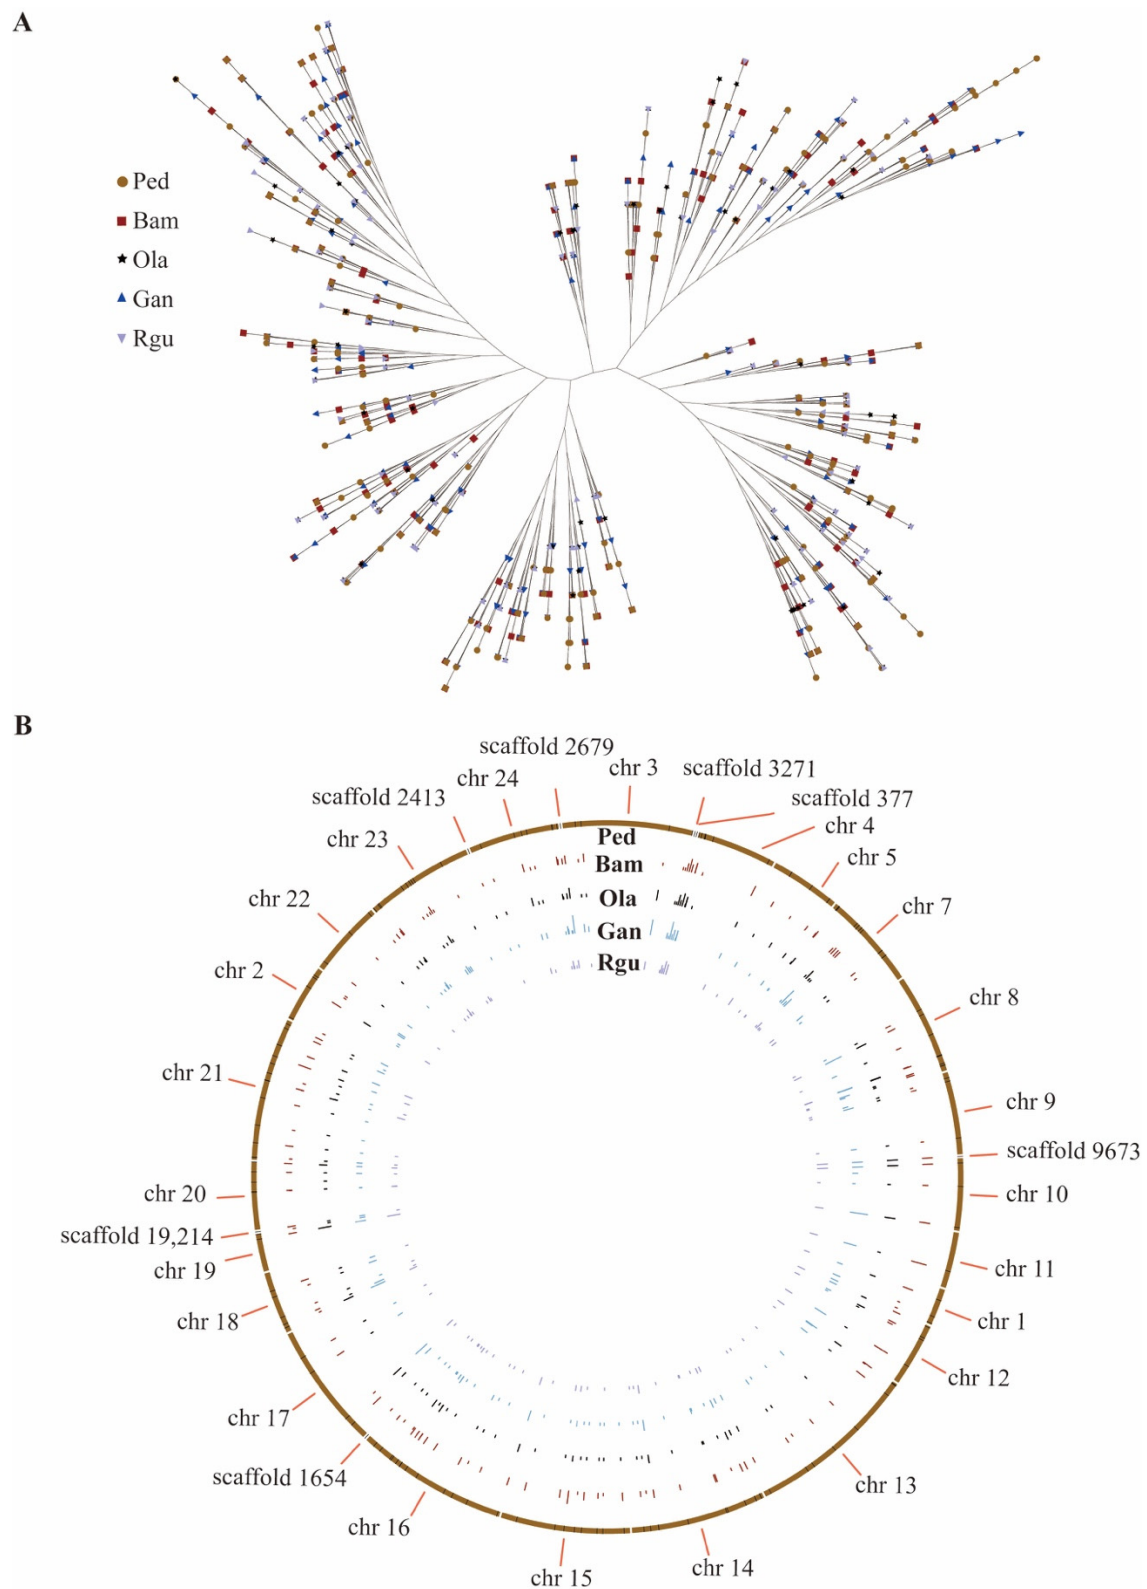 A
Ped
Bam
Ola
Gan
Rgu
B
scaffold 2679
chr 3
scaffold 3271
chr 24
scaffold 2413
scaffold 377
chr 4
chr 23
chr 5
Ped
Bam
Ola
Gan
Rgu
chr 22
chr 7
chr 2
chr 8
chr 21
chr 9
scaffold 9673
chr 20
chr 10
scaffold 19,214
chr 19
chr 11
chr 18
chr 1
chr 12
chr 17
scaffold 1654
chr 13
chr 16
chr 14
chr 15